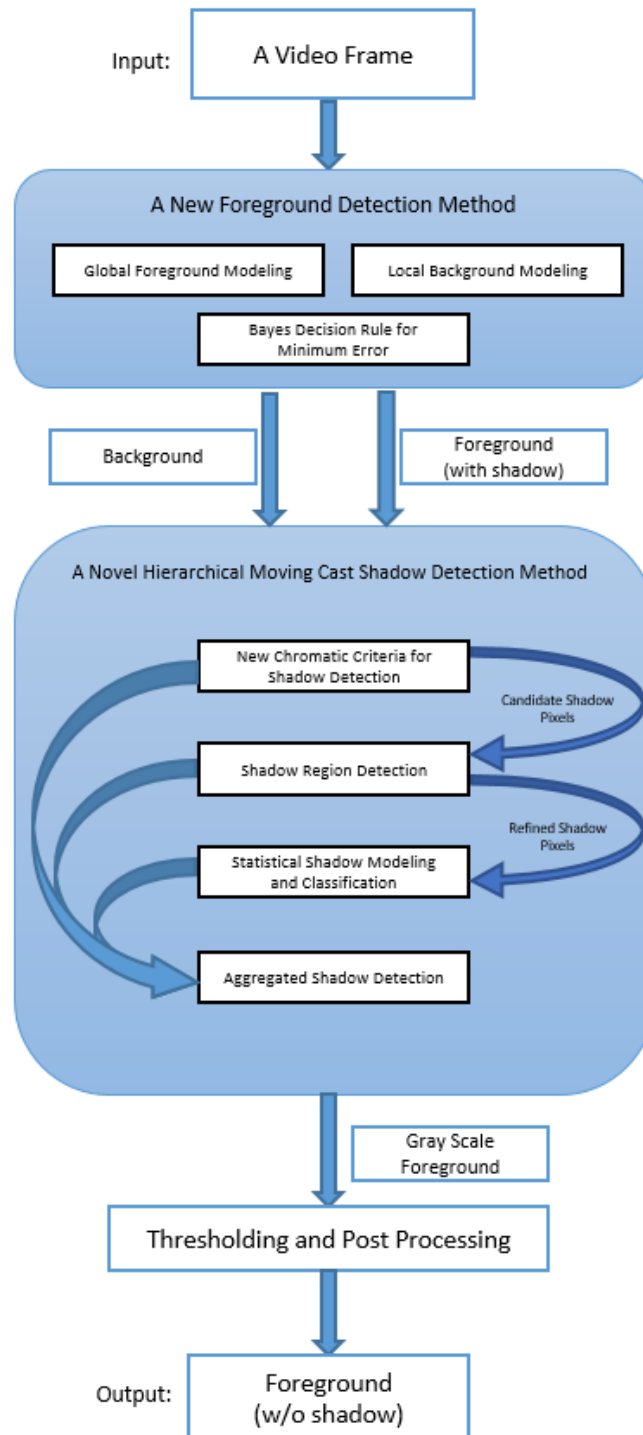 Input:
A Video Frame
A New Foreground Detection Method
Global Foreground Modeling
Local Background Modeling
Bayes Decision Rule for
Minimum Error
Background
Foreground
(with shadow)
A Novel Hierarchical Moving Cast Shadow Detection Method
New Chromatic Criteria for
Shadow Detection
Candidate Shadow
Pixels
Shadow Region Detection
Refined Shadow
Pixels
Statistical Shadow Modeling
and Classification
Aggregated Shadow Detection
Gray Scale
Foreground
Thresholding and Post Processing
Output:
Foreground
(w/o shadow)